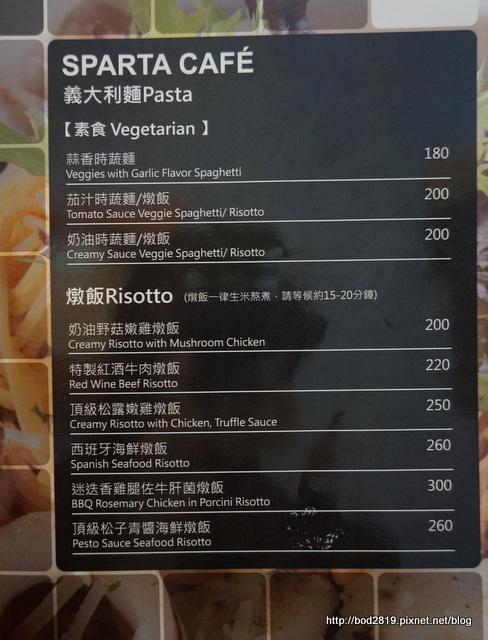 SPARTA CAFÉ
義大利麵Pasta
【素食 Vegetarian 】
蒜香時蔬麵 180
Veggies with Garlic Flavor Spaghetti
茄汁時蔬麵/燉飯 200
Tomato Sauce Veggie Spaghetti/ Risotto
奶油時蔬麵/燉飯 200
Creamy Sauce Veggie Spaghetti/ Risotto
燉飯Risotto (燉飯一律生米熬煮，請等候約15-20分鐘)
奶油野菇嫩雞燉飯 200
Creamy Risotto with Mushroom Chicken
特製紅酒牛肉燉飯 220
Red Wine Beef Risotto
頂級松露嫩雞燉飯 250
Creamy Risotto with Chicken, Truffle Sauce
西班牙海鮮燉飯 260
Spanish Seafood Risotto
迷迭香雞腿佐牛肝菌燉飯 300
BBQ Rosemary Chicken in Porcini Risotto
頂級松子青醬海鮮燉飯 260
Pesto Sauce Seafood Risotto
http://bod2819.pixnet.net/blog